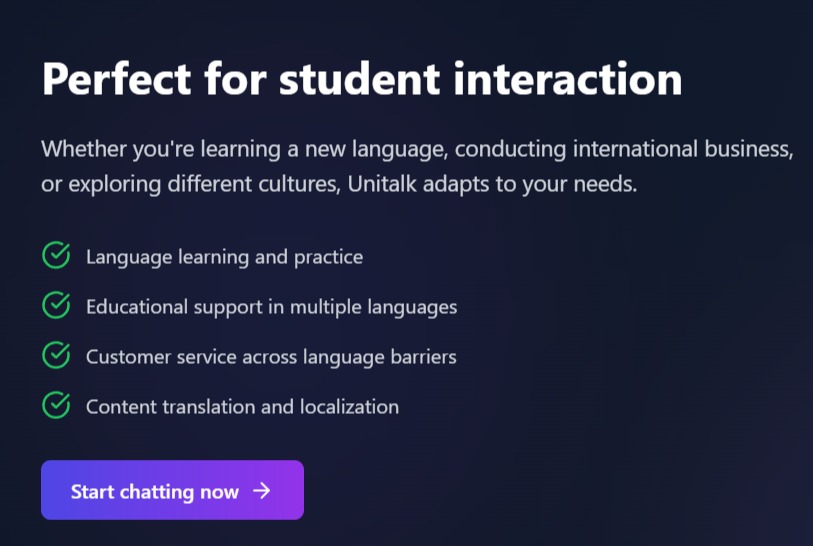 Perfect for student interaction
Whether you're learning a new language, conducting international business,
or exploring different cultures, Unitalk adapts to your needs.
Language learning and practice
Educational support in multiple languages
Customer service across language barriers
Content translation and localization
Start chatting now →